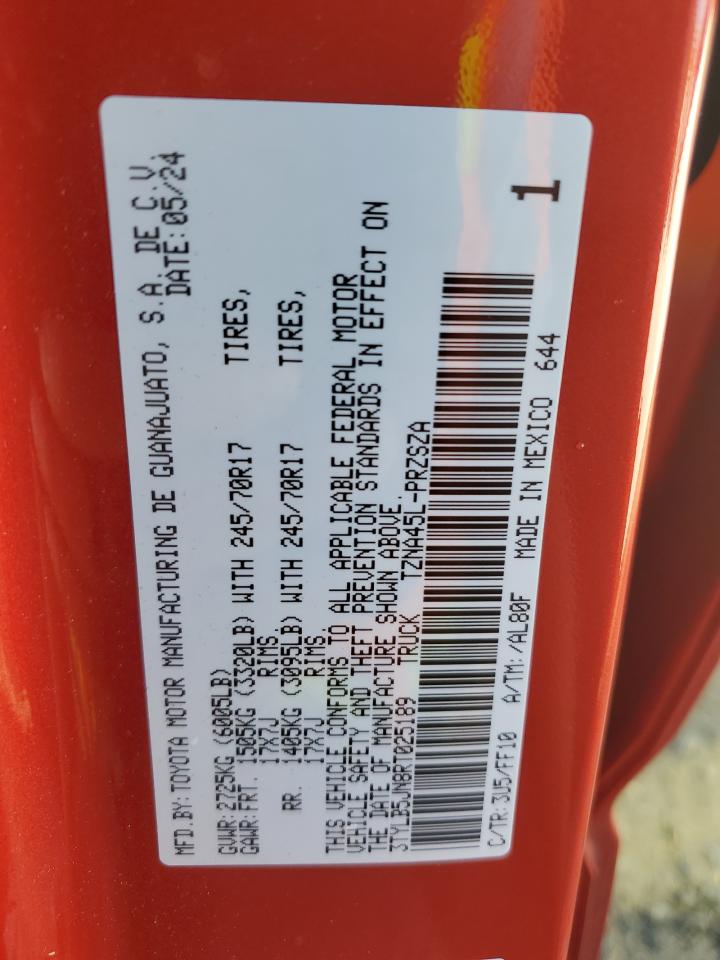 MFD.BY:TOYOTA MOTOR MANUFACTURING DE GUANAJUATO, S.A. DE C.V.
DATE:05/24
GVWR:2725KG (6005LB)
GAWR:FRT. 1505KG (3320LB) WITH 245/70R17 TIRES,
17X7J RIMS.
RR. 1405KG (3095LB) WITH 245/70R17 TIRES,
17X7J RIMS.
THIS VEHICLE CONFORMS TO ALL APPLICABLE FEDERAL MOTOR
VEHICLE SAFETY AND THEFT PREVENTION STANDARDS IN EFFECT ON
THE DATE OF MANUFACTURE SHOWN ABOVE.
3TYLB5JN8RT025189 TRUCK TZNA45L-PRZSZA
C/TR:3U5/FF10 A/TM:/AL80F MADE IN MEXICO 644
1